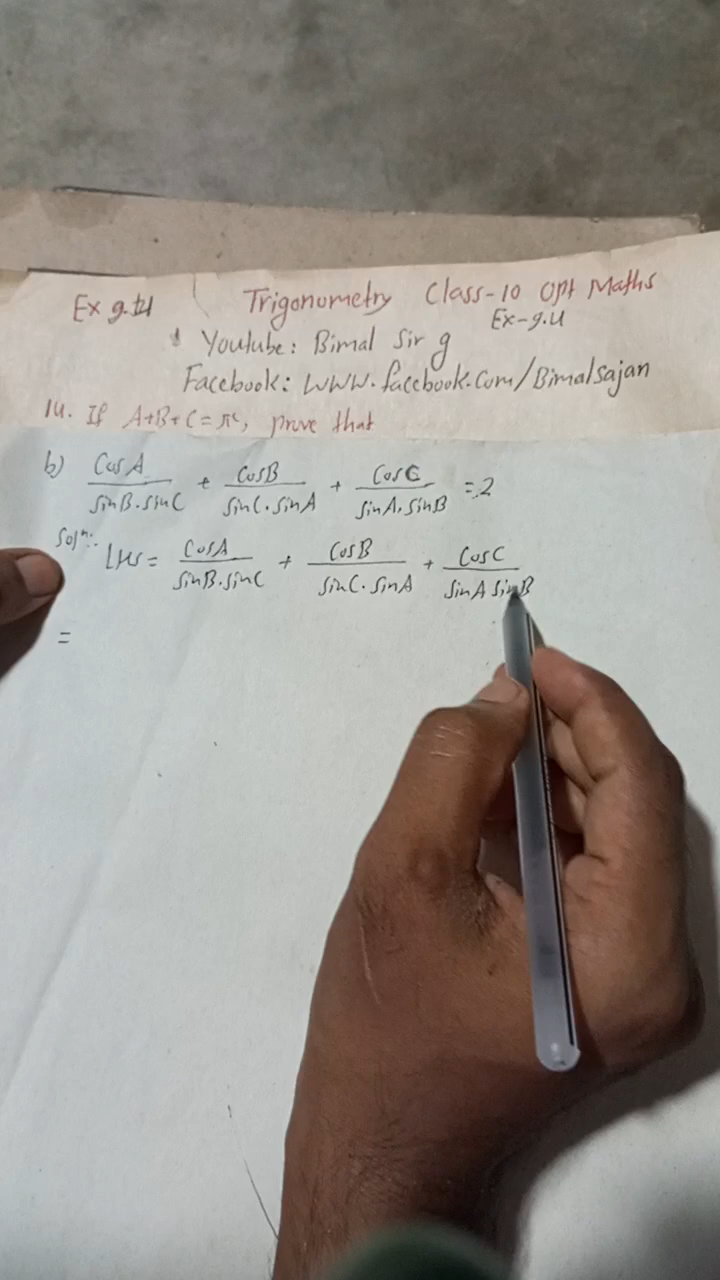 Ex 9.4 Trigonometry Class-10 Opt Maths
Ex-9.4
Youtube: Bimal Sir g
Facebook: WWW.facebook.Com/Bimalsajan
14. If A+B+C=π, prove that
b) CosA/sinB.sinC + CosB/sinC.sinA + CosC/sinA.sinB = 2
Solⁿ:. LHS = CosA/sinB.sinC + CosB/sinC.sinA + CosC/sinA sinB
=